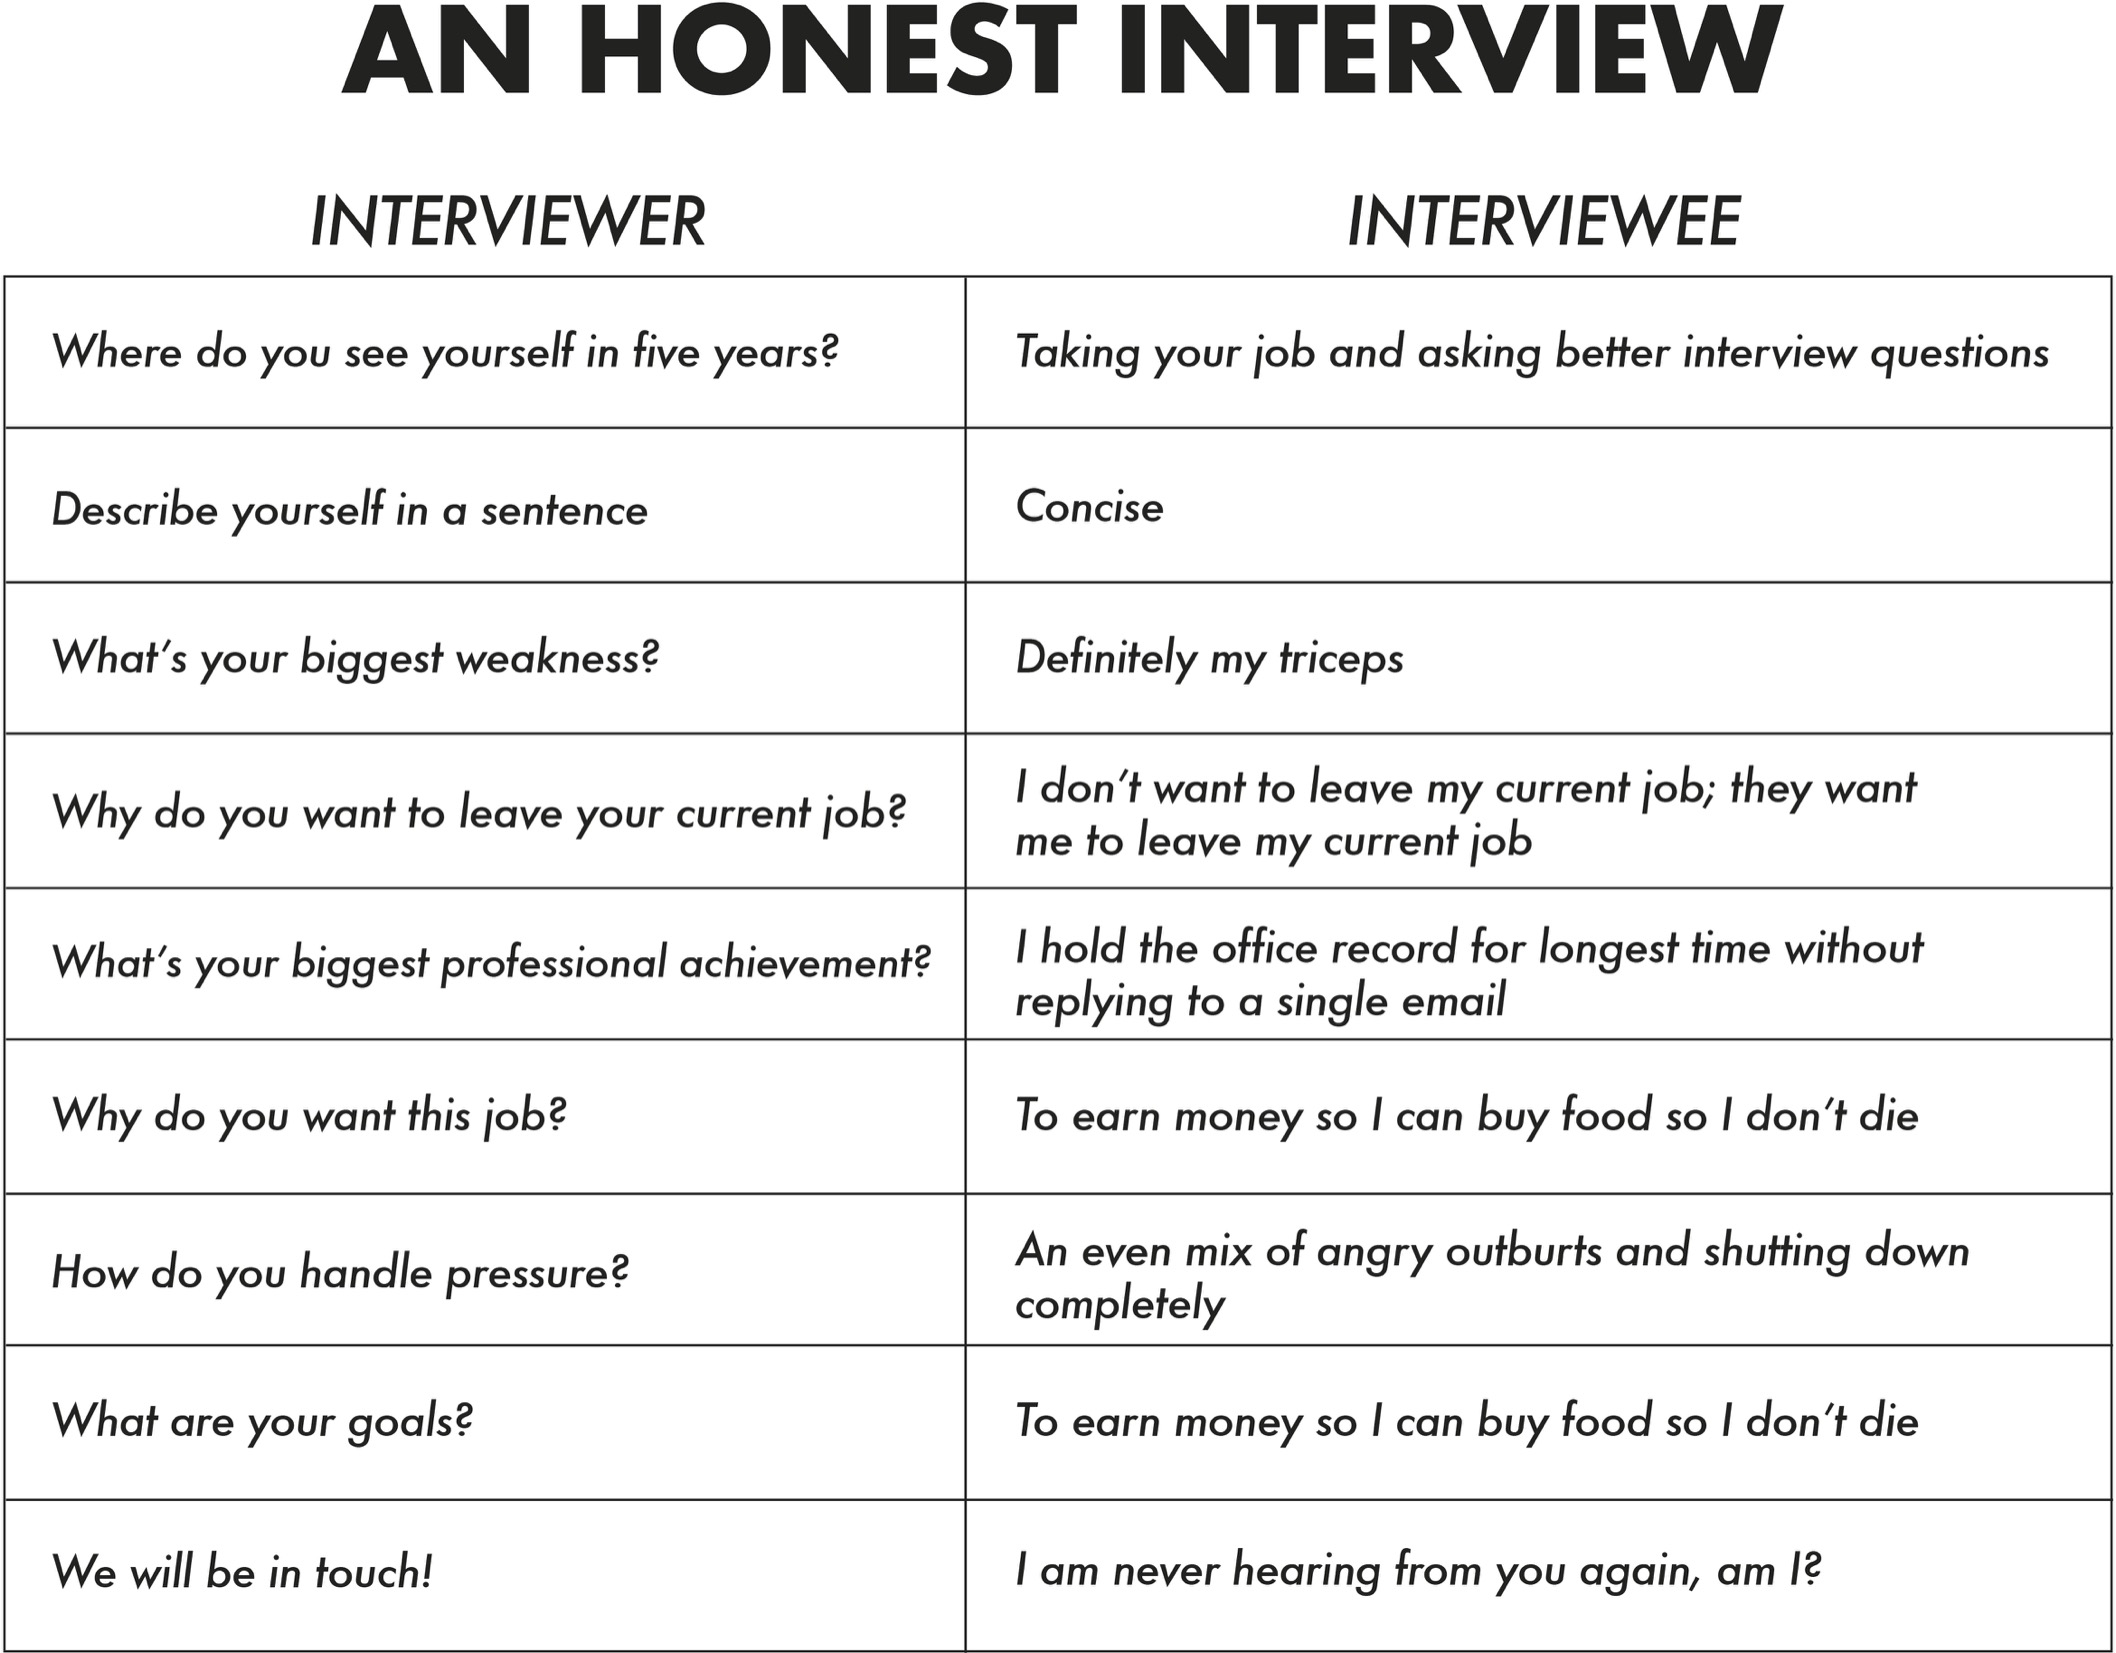 AN HONEST INTERVIEW
INTERVIEWER
INTERVIEWEE
Where do you see yourself in five years?
Taking your job and asking better interview questions
Describe yourself in a sentence
Concise
What’s your biggest weakness?
Definitely my triceps
Why do you want to leave your current job?
I don’t want to leave my current job; they want
me to leave my current job
What’s your biggest professional achievement?
I hold the office record for longest time without
replying to a single email
Why do you want this job?
To earn money so I can buy food so I don’t die
How do you handle pressure?
An even mix of angry outburts and shutting down
completely
What are your goals?
To earn money so I can buy food so I don’t die
We will be in touch!
I am never hearing from you again, am I?